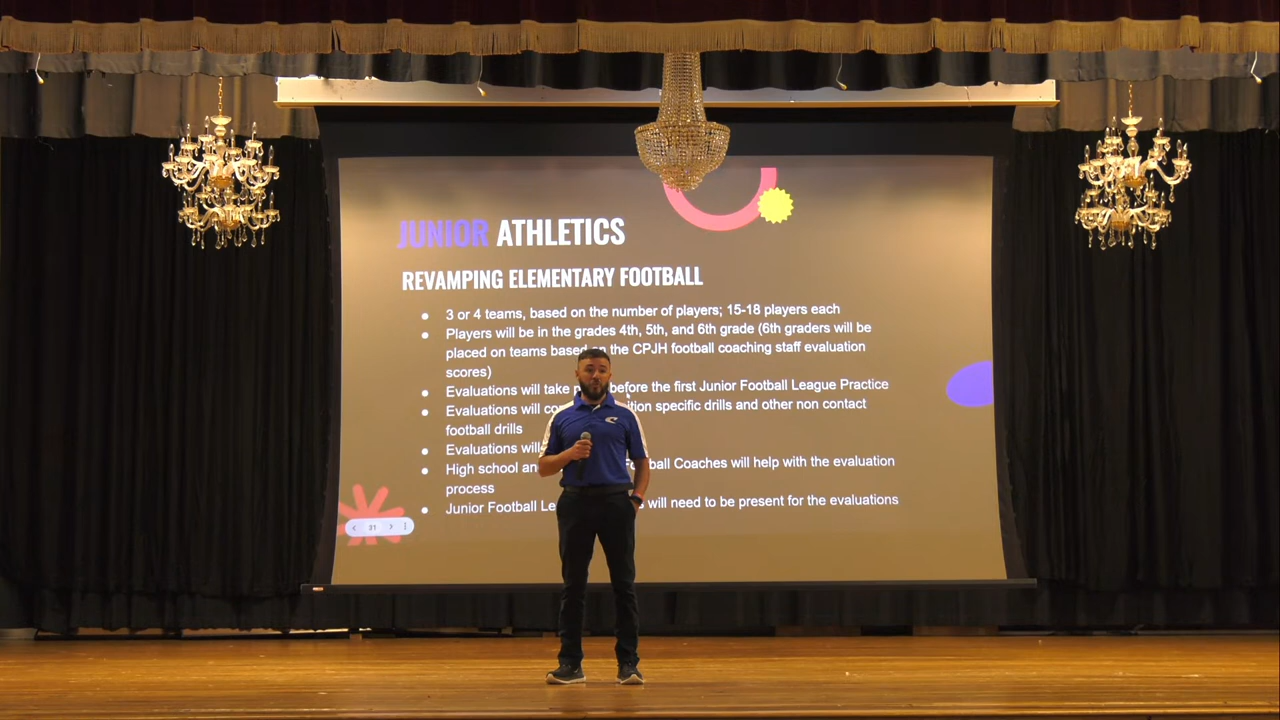 JUNIOR ATHLETICS
REVAMPING ELEMENTARY FOOTBALL
● 3 or 4 teams, based on the number of players; 15-18 players each
● Players will be in the grades 4th, 5th, and 6th grade (6th graders will be
placed on teams based on the CPJH football coaching staff evaluation
scores)
● Evaluations will take before the first Junior Football League Practice
● Evaluations will specific drills and other non contact
football drills
● Evaluations will
● High school Football Coaches will help with the evaluation
process
● Junior Football will need to be present for the evaluations
< 31 >